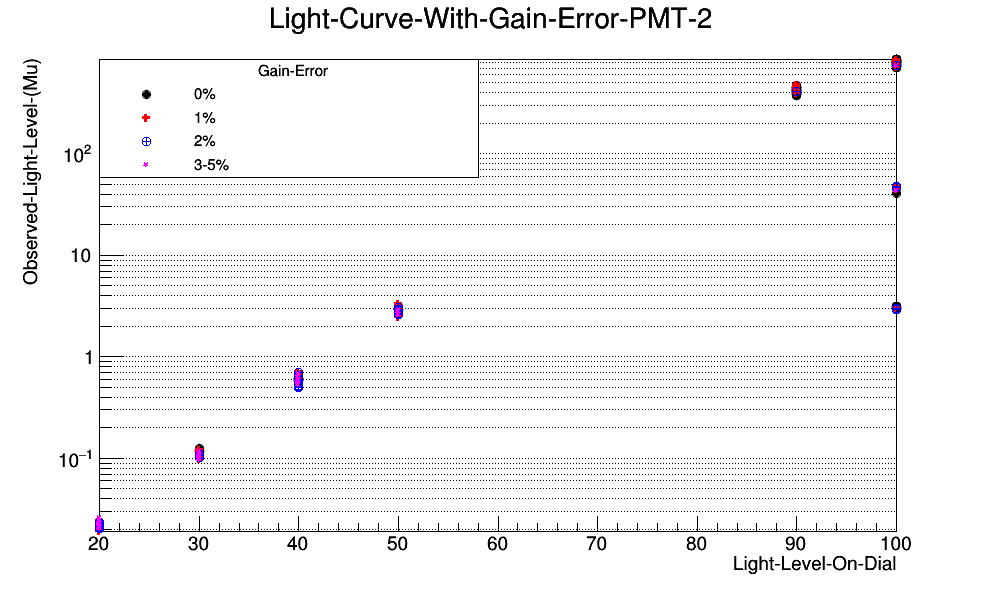 Light-Curve-With-Gain-Error-PMT-2
Observed-Light-Level-(Mu)
Gain-Error
0%
1%
2%
3-5%
10²
10
1
10⁻¹
20 30 40 50 60 70 80 90 100
Light-Level-On-Dial